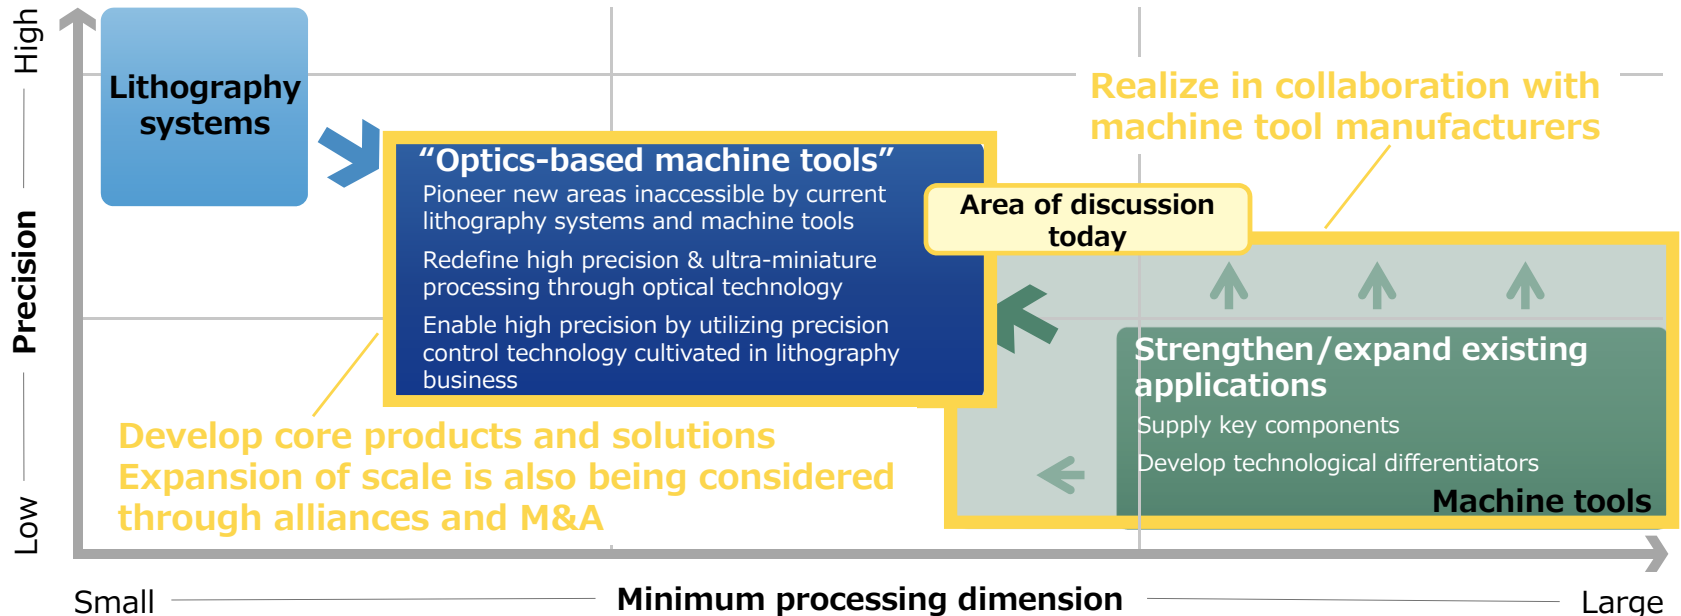 High
Precision
Low
Lithography
systems
“Optics-based machine tools”
Pioneer new areas inaccessible by current
lithography systems and machine tools
Redefine high precision & ultra-miniature
processing through optical technology
Enable high precision by utilizing precision
control technology cultivated in lithography
business
Area of discussion
today
Realize in collaboration with
machine tool manufacturers
Strengthen/expand existing
applications
Supply key components
Develop technological differentiators
Machine tools
Develop core products and solutions
Expansion of scale is also being considered
through alliances and M&A
Small
Minimum processing dimension
Large